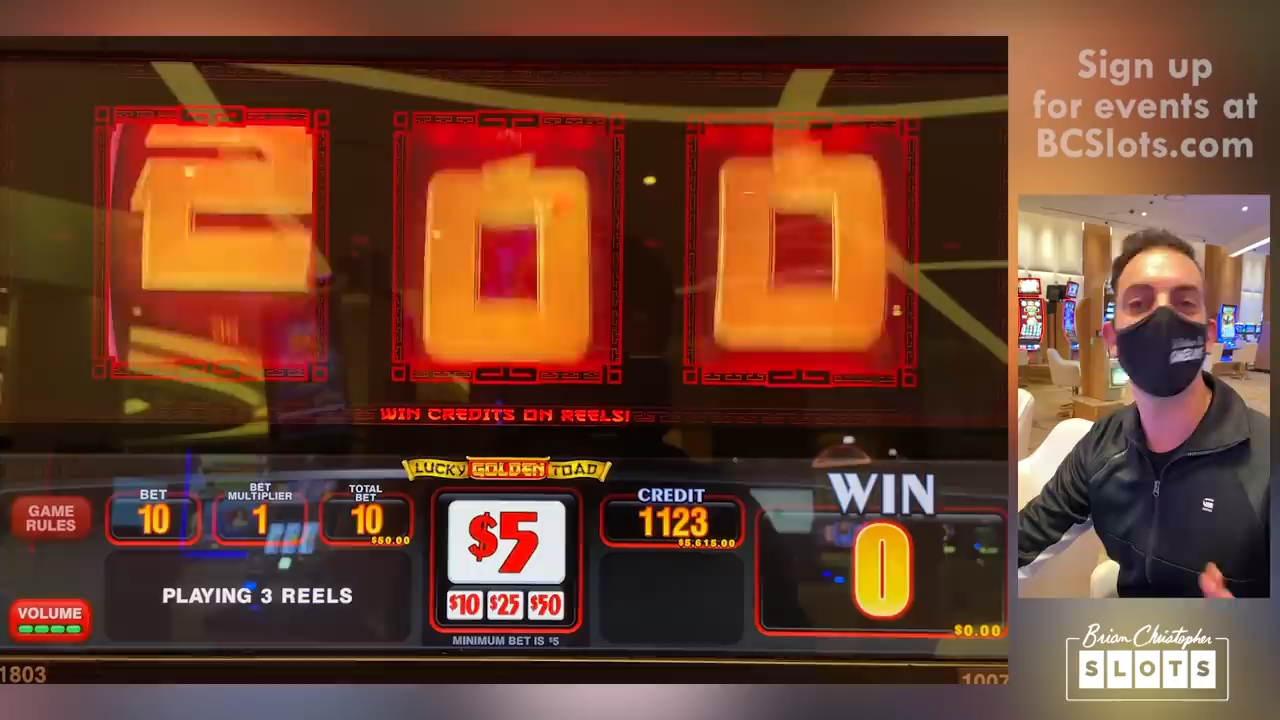 Sign up
for events at
BCSlots.com
2 0 0
WIN CREDITS ON REELS!
LUCKY GOLDEN TOAD
GAME
RULES
BET
10
BET
MULTIPLIER
1
TOTAL
BET
10
$50.00
$5
$10 $25 $50
MINIMUM BET IS $5
CREDIT
1123
$5,615.00
WIN
0
$0.00
PLAYING 3 REELS
VOLUME
1803
1007
Brian Christopher
SLOTS